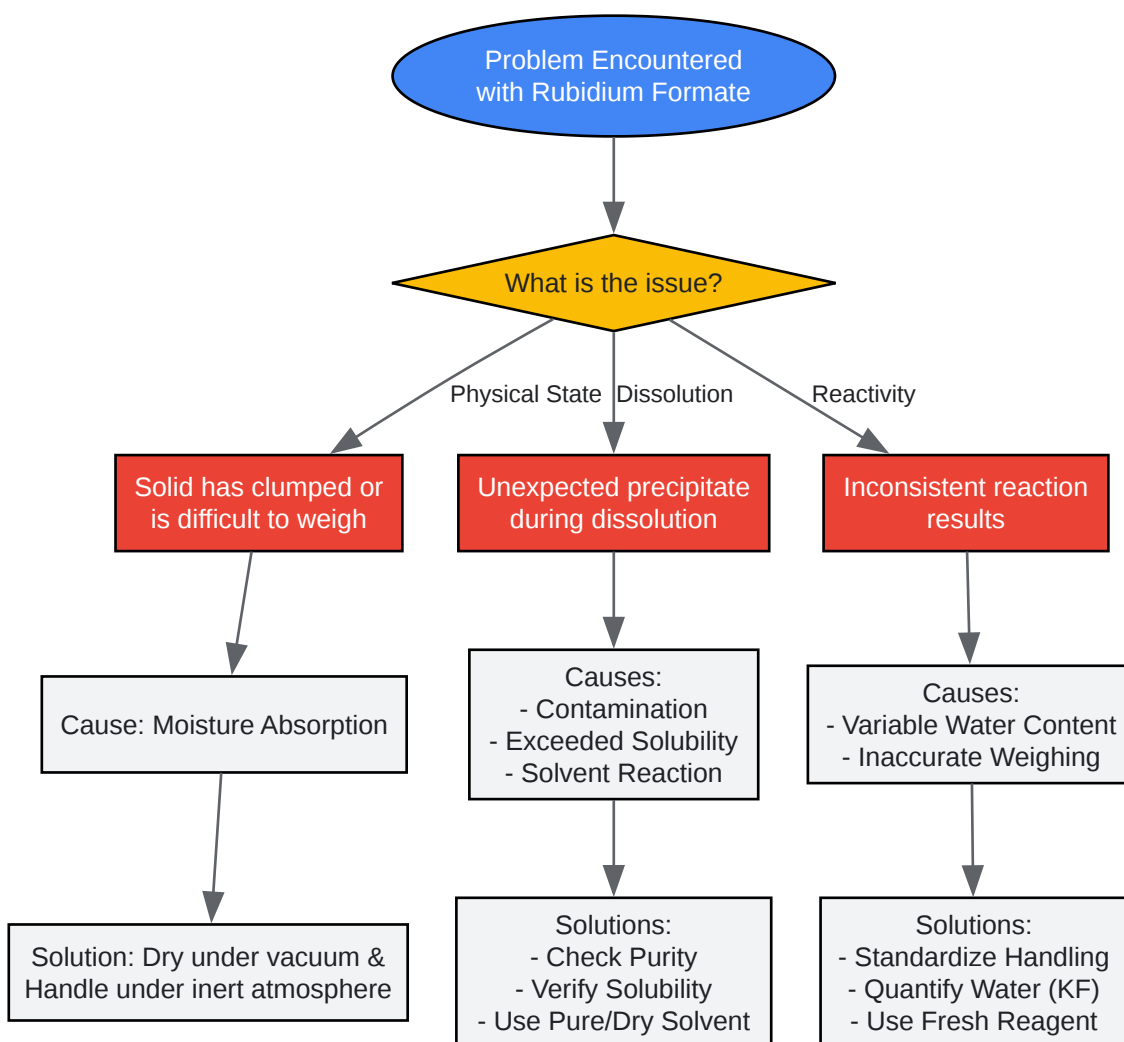 Problem Encountered
with Rubidium Formate
What is the issue?
Physical State
Dissolution
Reactivity
Solid has clumped or
is difficult to weigh
Unexpected precipitate
during dissolution
Inconsistent reaction
results
Cause: Moisture Absorption
Causes:
- Contamination
- Exceeded Solubility
- Solvent Reaction
Causes:
- Variable Water Content
- Inaccurate Weighing
Solution: Dry under vacuum &
Handle under inert atmosphere
Solutions:
- Check Purity
- Verify Solubility
- Use Pure/Dry Solvent
Solutions:
- Standardize Handling
- Quantify Water (KF)
- Use Fresh Reagent